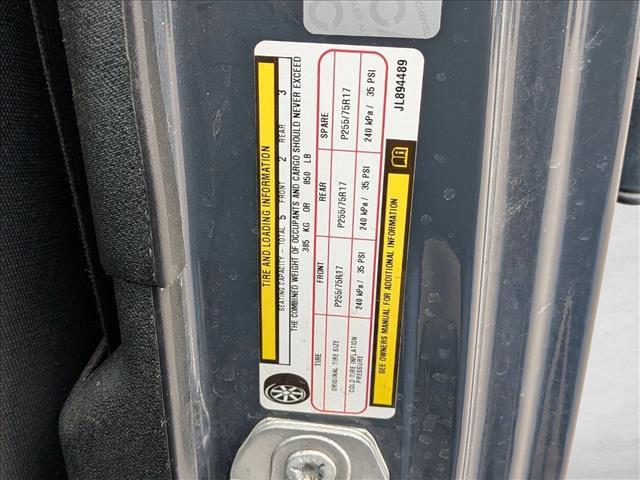 TIRE AND LOADING INFORMATION
SEATING CAPACITY - TOTAL 5 FRONT 2 REAR 3
THE COMBINED WEIGHT OF OCCUPANTS AND CARGO SHOULD NEVER EXCEED
385 KG OR 850 LB
TIRE FRONT REAR SPARE
ORIGINAL TIRE SIZE P255/75R17 P255/75R17 P255/75R17
COLD TIRE INFLATION PRESSURE 240 kPa / 35 PSI 240 kPa / 35 PSI 240 kPa / 35 PSI
SEE OWNERS MANUAL FOR ADDITIONAL INFORMATION
JL894489